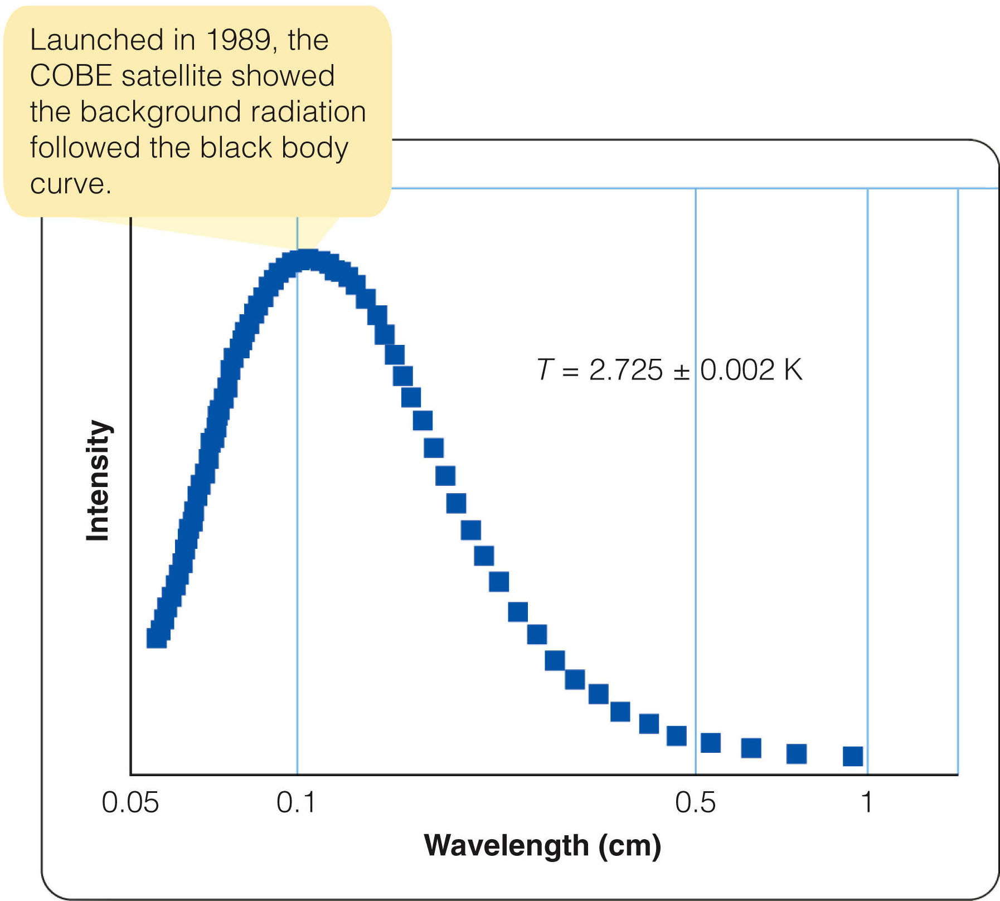 Launched in 1989, the
COBE satellite showed
the background radiation
followed the black body
curve.
T = 2.725 ± 0.002 K
Intensity
0.05 0.1 0.5 1
Wavelength (cm)